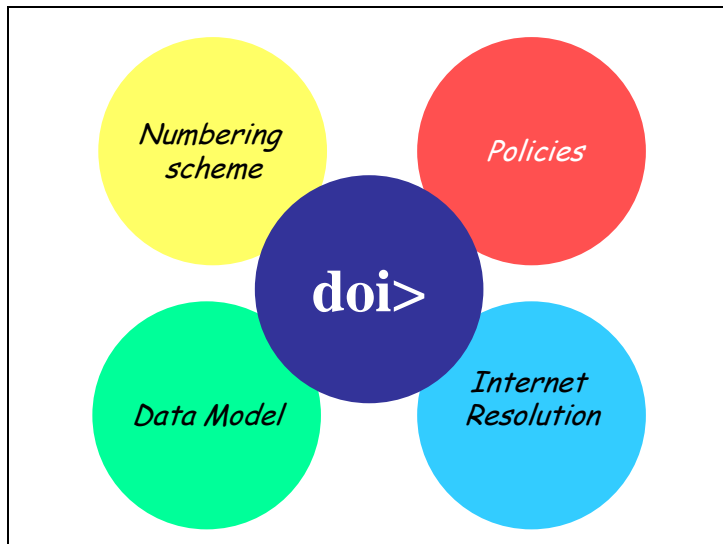 Numbering
scheme
Policies
doi>
Data Model
Internet
Resolution